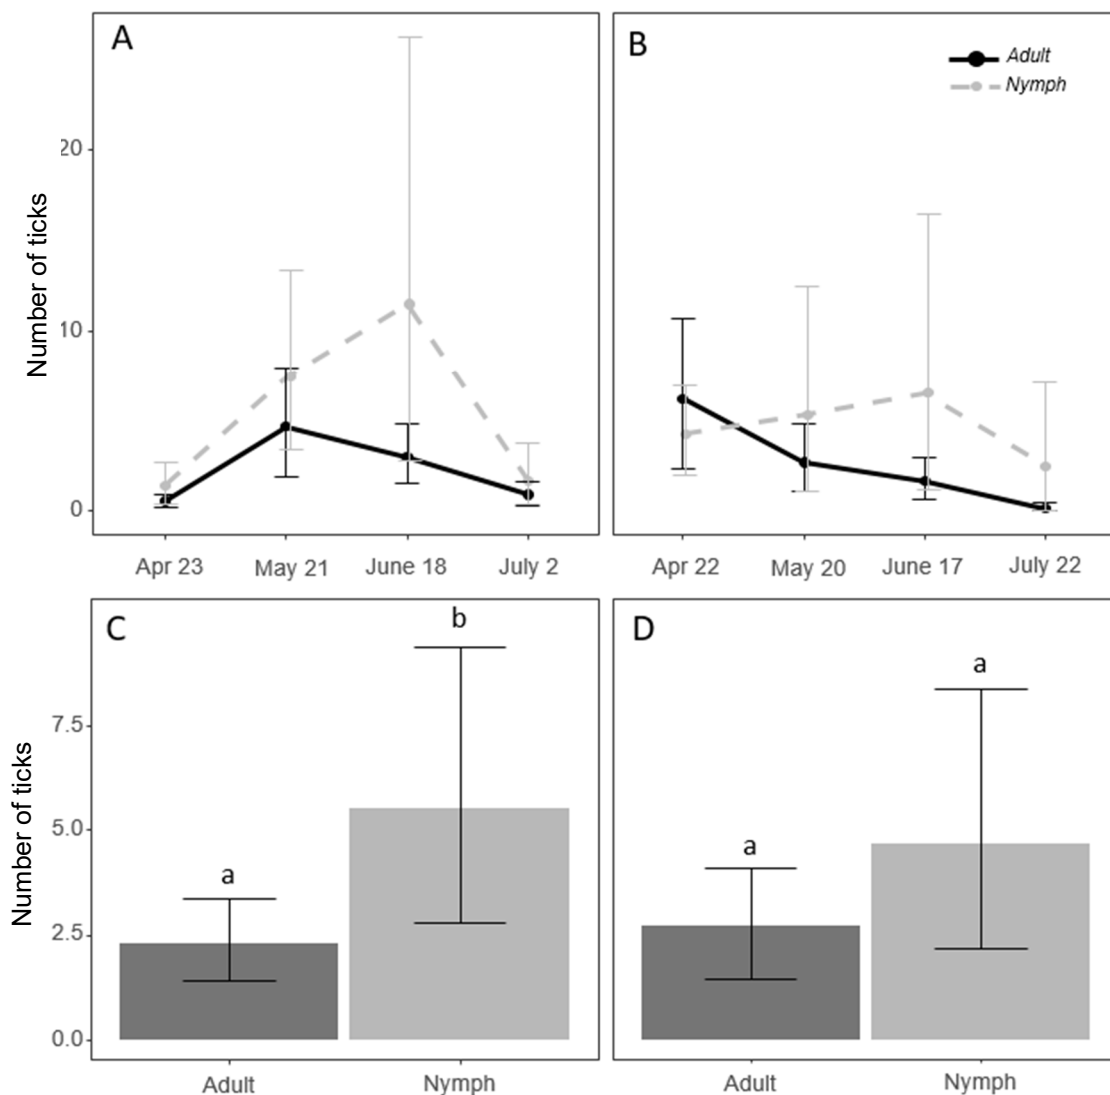 A
B
Adult
Nymph
Number of ticks
20
10
0
Apr 23
May 21
June 18
July 2
Apr 22
May 20
June 17
July 22
C
D
Number of ticks
7.5
5.0
2.5
0.0
a
b
a
a
Adult
Nymph
Adult
Nymph